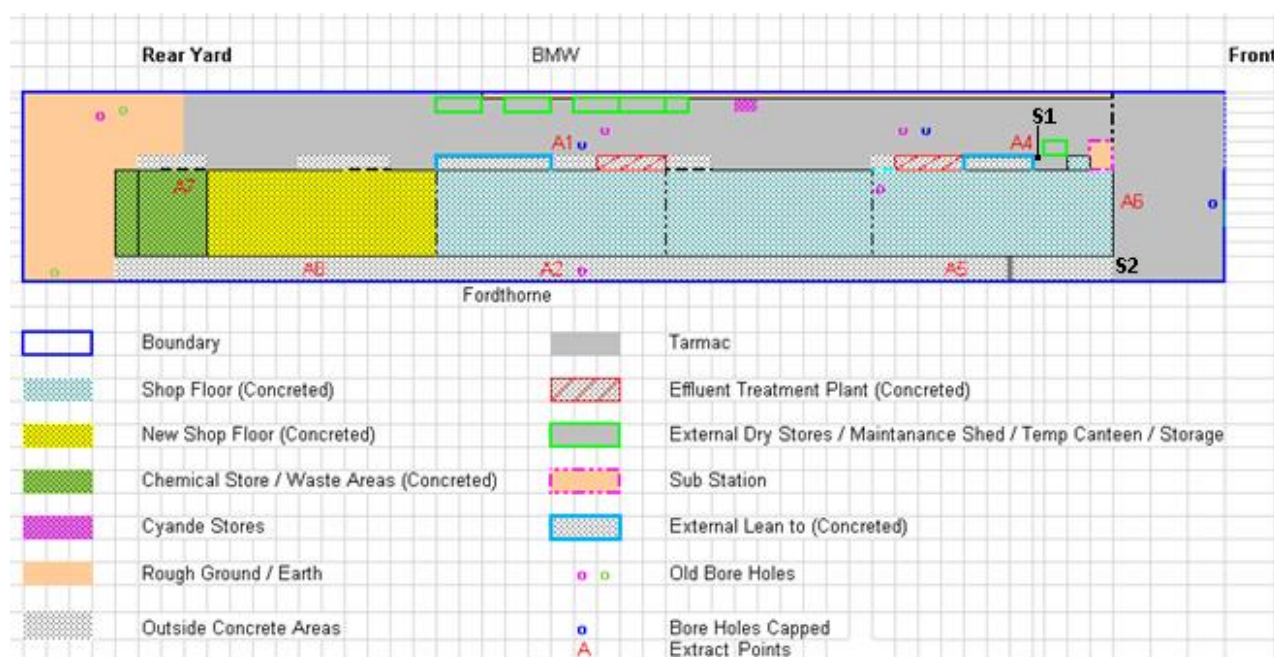 Rear Yard BMW Front
S1
A1 A4
A7 A6
A8 A2 A5 S2
Fordthorne
Boundary Tarmac
Shop Floor (Concreted) Effluent Treatment Plant (Concreted)
New Shop Floor (Concreted) External Dry Stores / Maintanance Shed / Temp Canteen / Storage
Chemical Store / Waste Areas (Concreted) Sub Station
Cyande Stores External Lean to (Concreted)
Rough Ground / Earth Old Bore Holes
Outside Concrete Areas Bore Holes Capped
A Extract Points